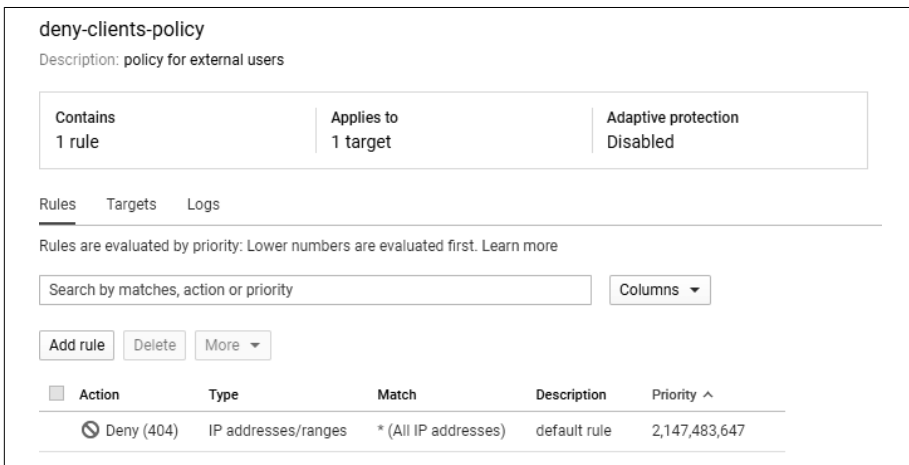 deny-clients-policy
Description: policy for external users
Contains Applies to Adaptive protection
1 rule 1 target Disabled
Rules Targets Logs
Rules are evaluated by priority: Lower numbers are evaluated first. Learn more
Search by matches, action or priority Columns
Add rule Delete More
Action Type Match Description Priority
Deny (404) IP addresses/ranges * (All IP addresses) default rule 2,147,483,647